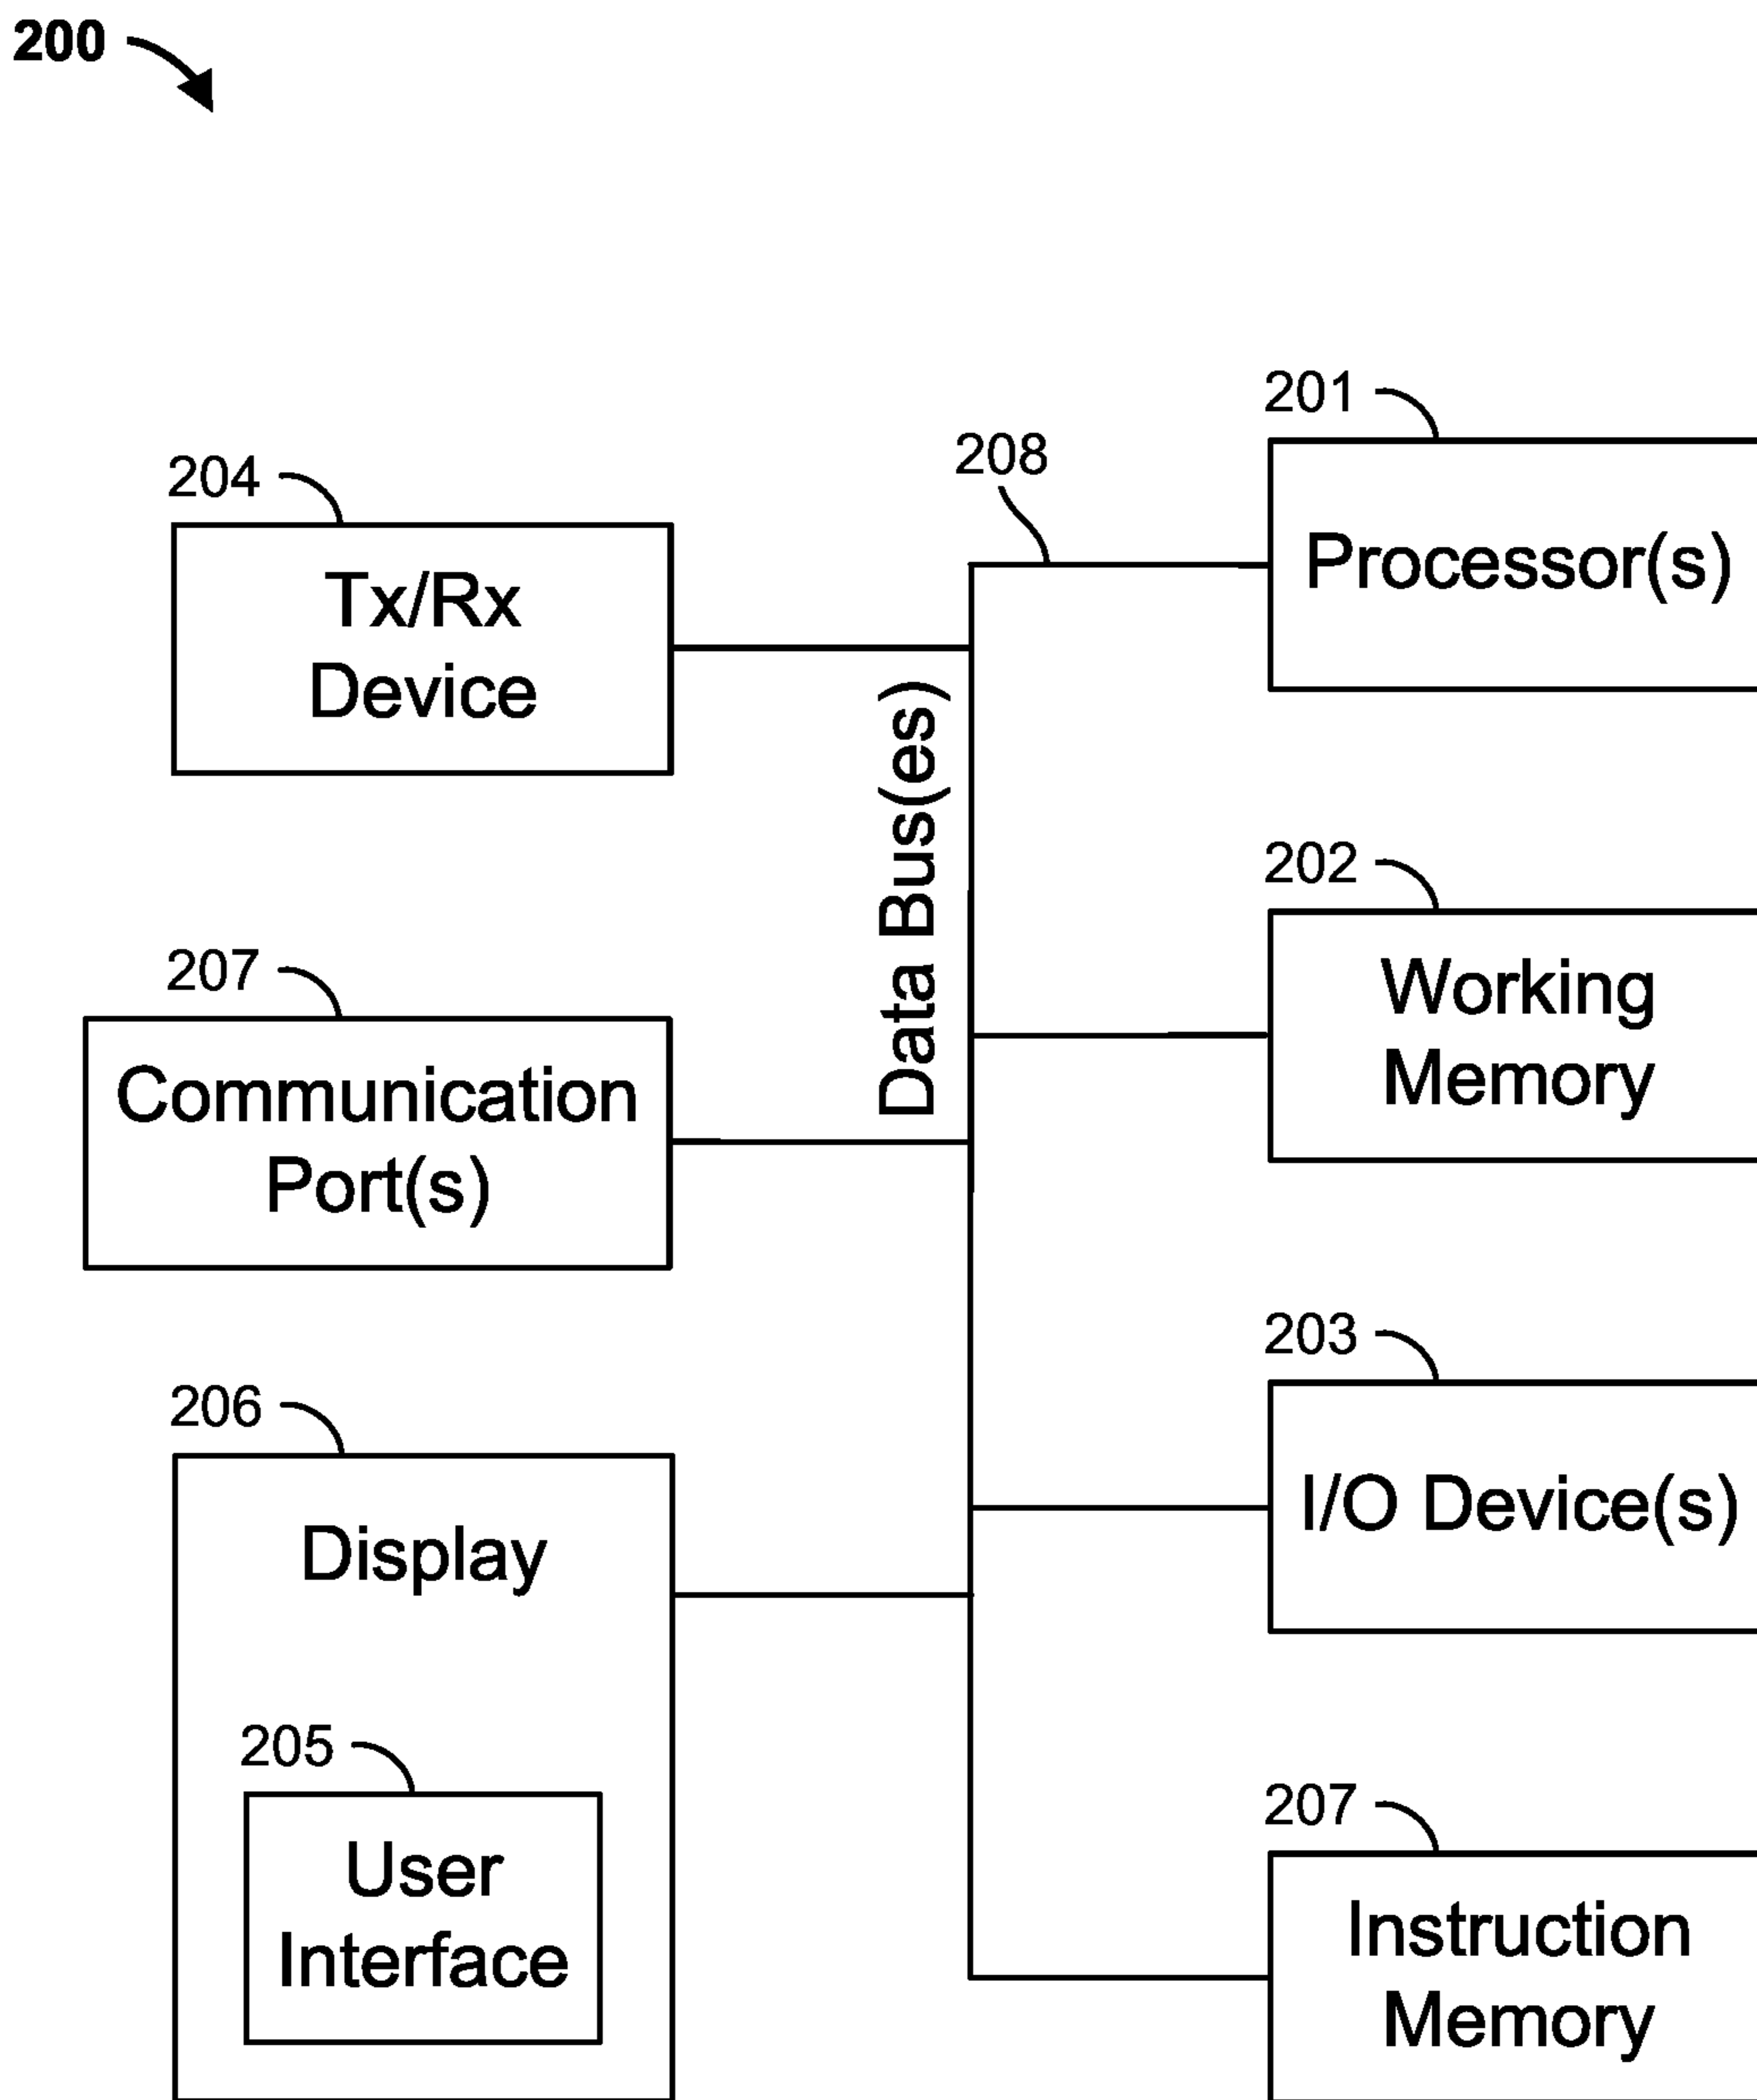 200
204
Tx/Rx
Device
207
Communication
Port(s)
206
Display
205
User
Interface
208
Data Bus(es)
201
Processor(s)
202
Working
Memory
203
I/O Device(s)
207
Instruction
Memory